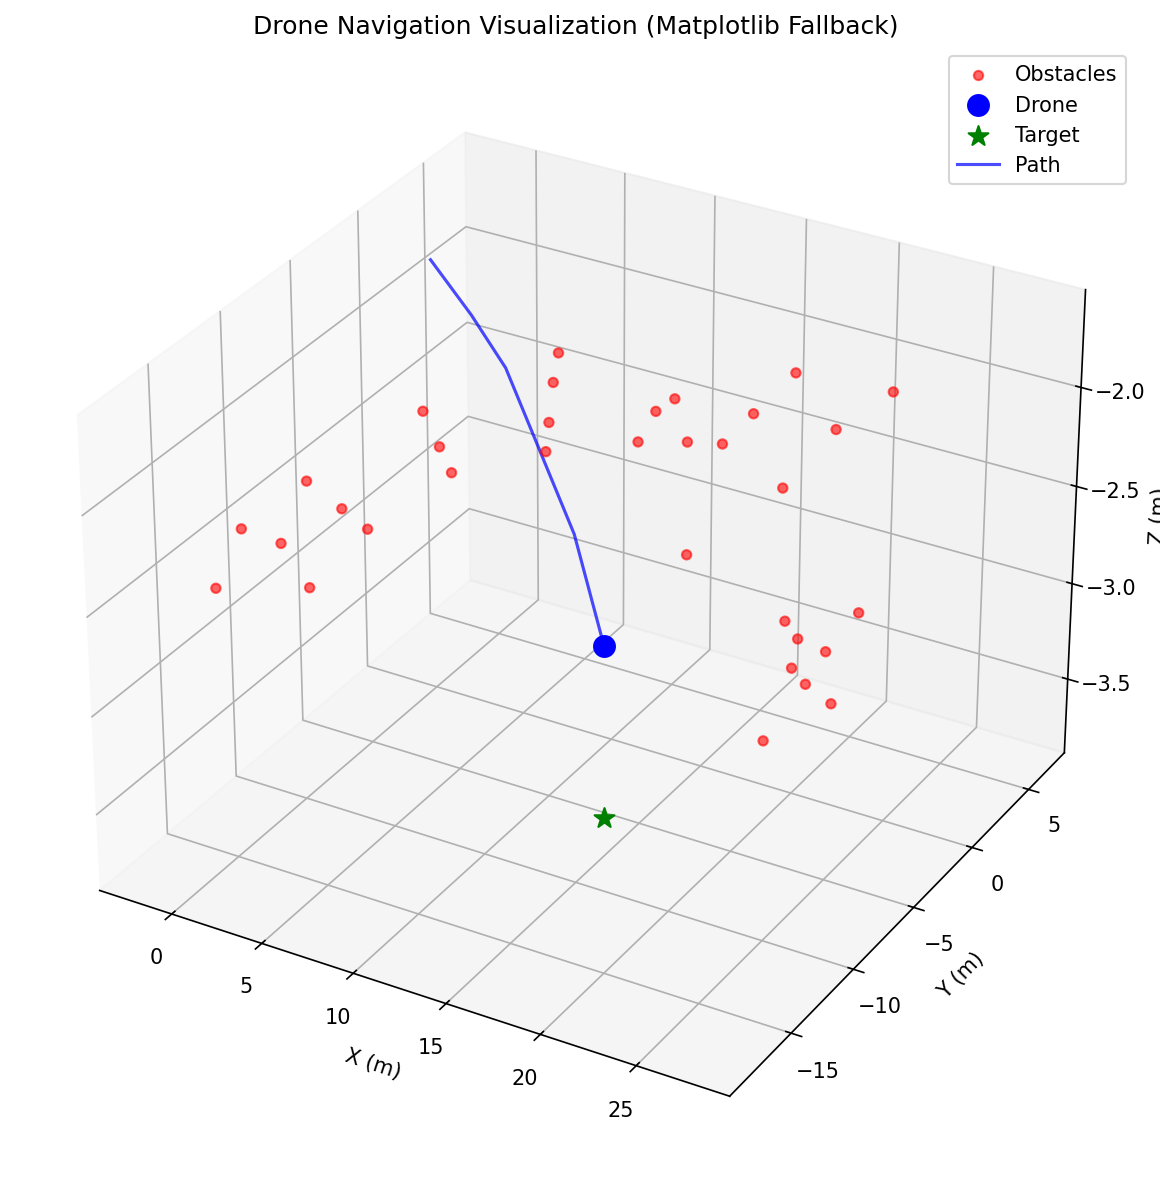 Drone Navigation Visualization (Matplotlib Fallback)
Obstacles
Drone
Target
Path
−2.0
−2.5
−3.0
−3.5
Z (m)
5
0
−5
−10
−15
Y (m)
0
5
10
15
20
25
X (m)